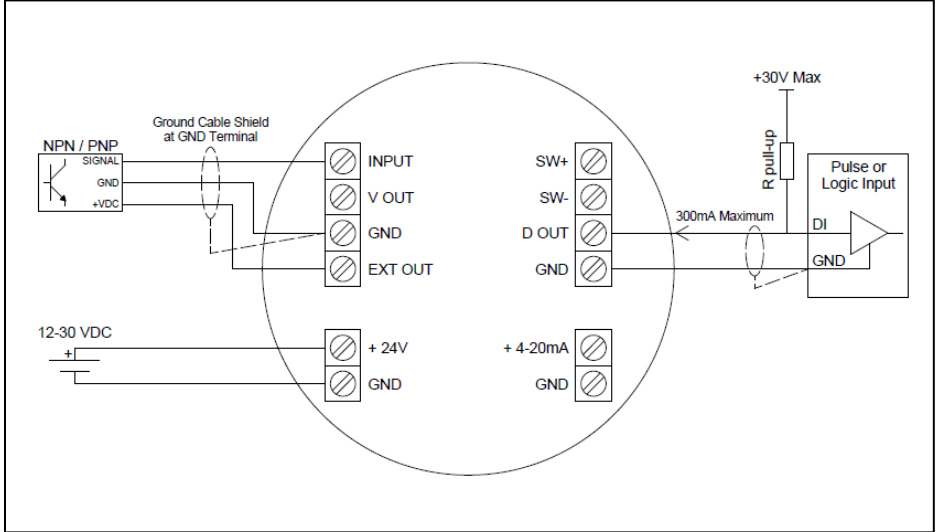 +30V Max
Ground Cable Shield
at GND Terminal
NPN / PNP
SIGNAL
GND
+VDC
INPUT
V OUT
GND
EXT OUT
SW+
SW-
D OUT
GND
300mA Maximum
R pull-up
Pulse or
Logic Input
DI
GND
12-30 VDC
+
+ 24V
GND
+ 4-20mA
GND